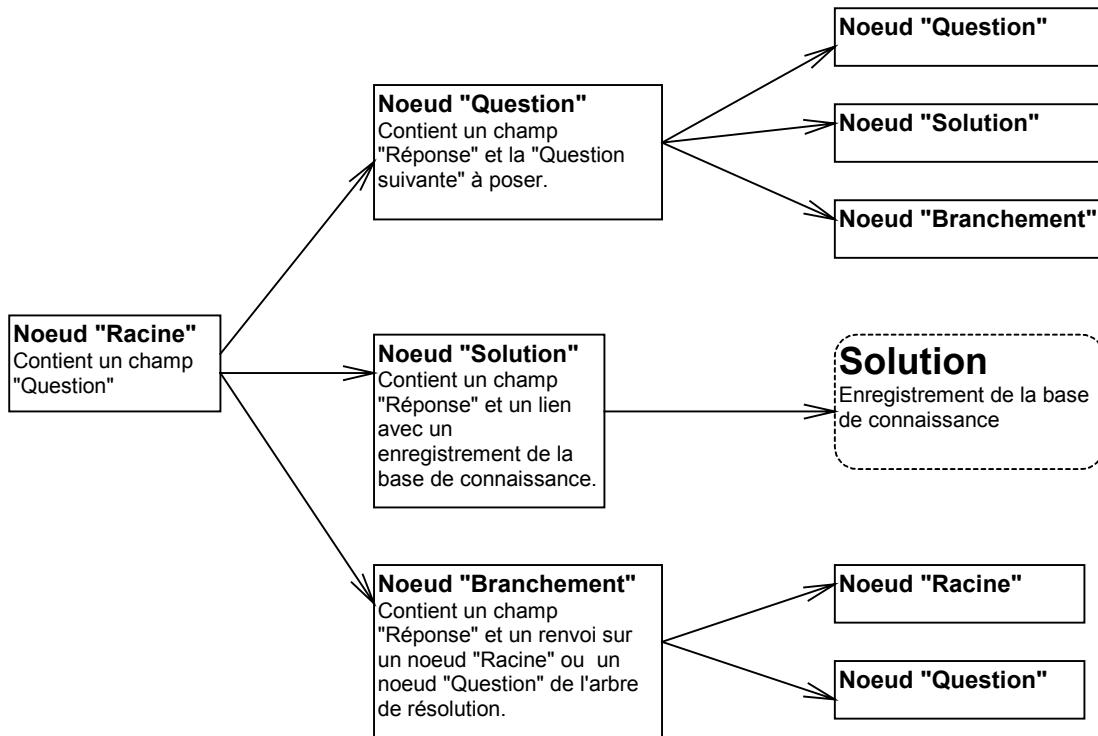 Noeud "Racine"
Contient un champ
"Question"
Noeud "Question"
Contient un champ
"Réponse" et la "Question
suivante" à poser.
Noeud "Question"
Noeud "Solution"
Noeud "Branchement"
Noeud "Solution"
Contient un champ
"Réponse" et un lien
avec un
enregistrement de la
base de connaissance.
Solution
Enregistrement de la base
de connaissance
Noeud "Branchement"
Contient un champ
"Réponse" et un renvoi sur
un noeud "Racine" ou  un
noeud "Question" de l'arbre
de résolution.
Noeud "Racine"
Noeud "Question"